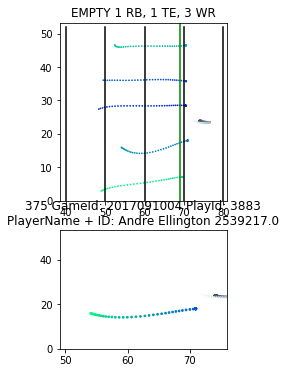 EMPTY 1 RB, 1 TE, 3 WR
50
40
30
20
10
0
40 50 60 70 80
375 GameId: 2017091004 PlayId: 3883
PlayerName + ID: Andre Ellington 2539217.0
40
20
0
50 60 70